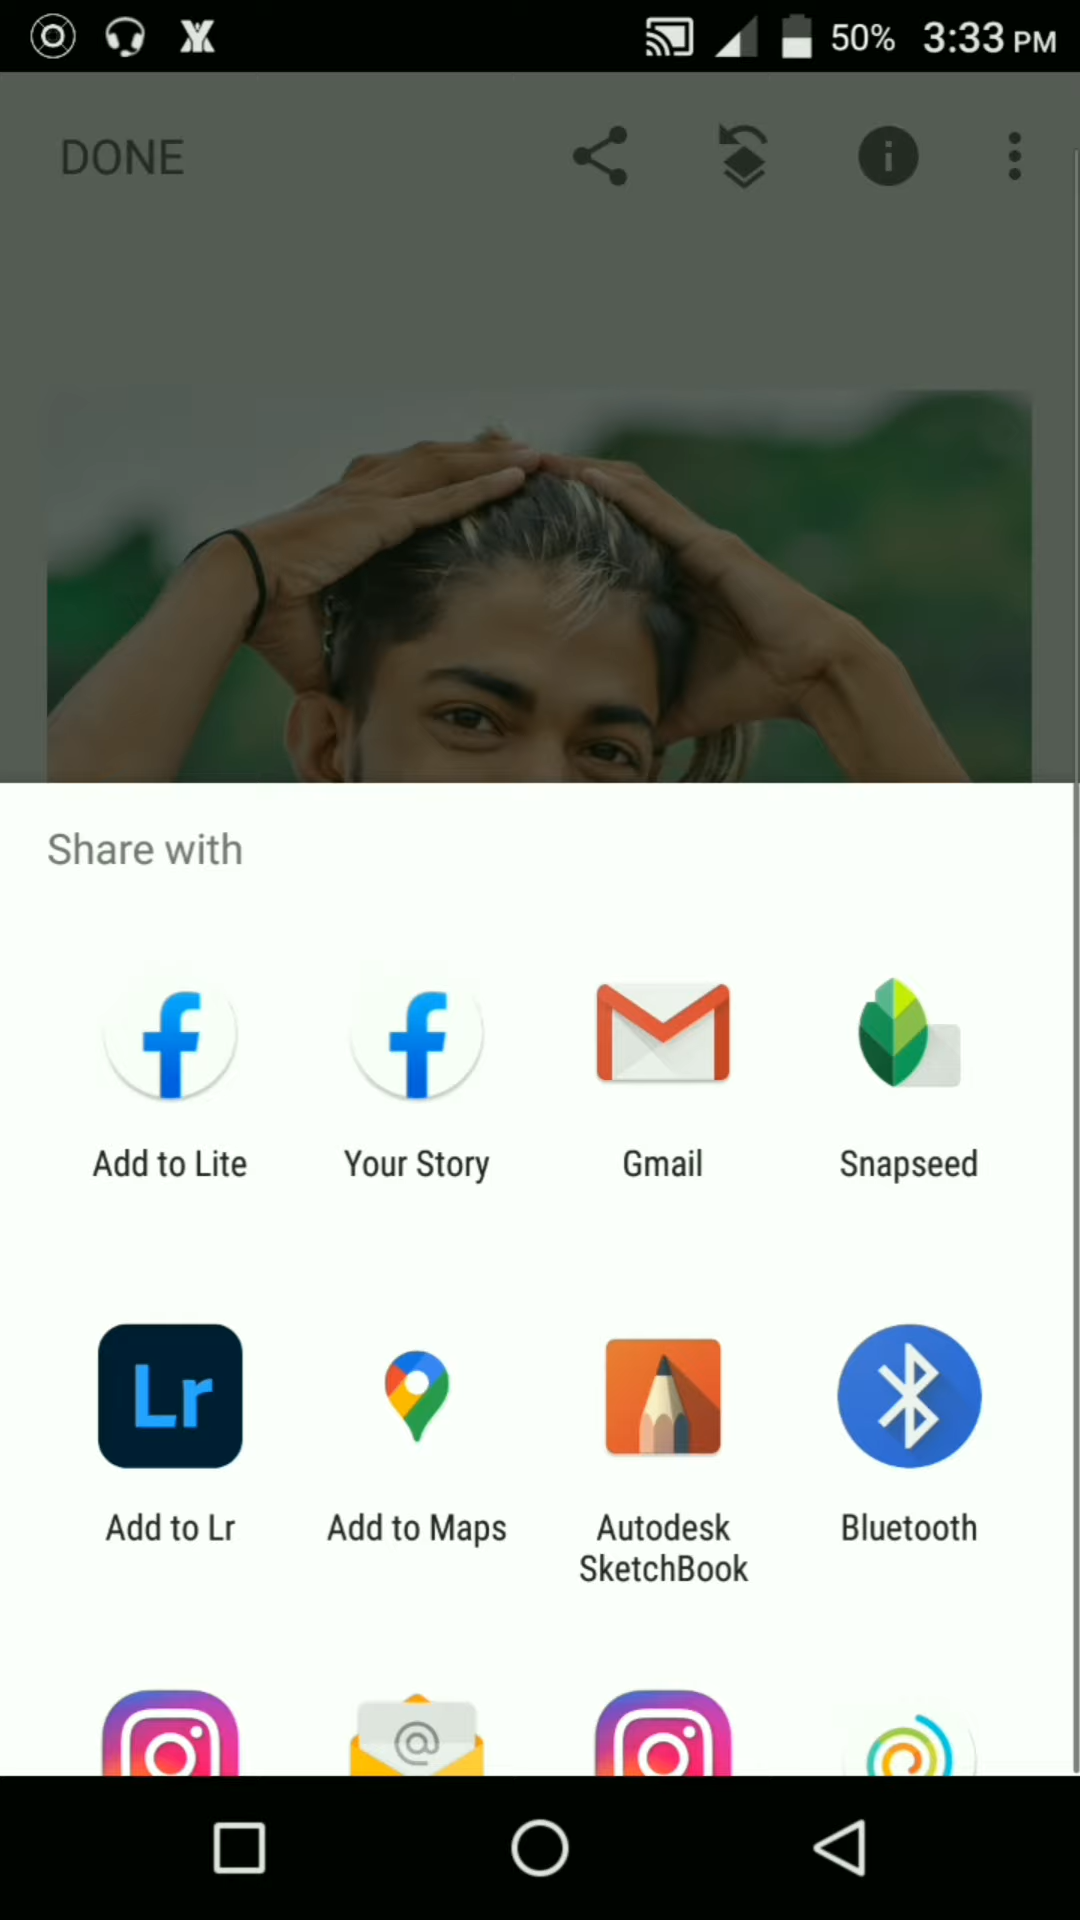 50% 3:33 PM
DONE
Share with
Add to Lite Your Story Gmail Snapseed
Lr
Add to Lr Add to Maps Autodesk SketchBook Bluetooth
@